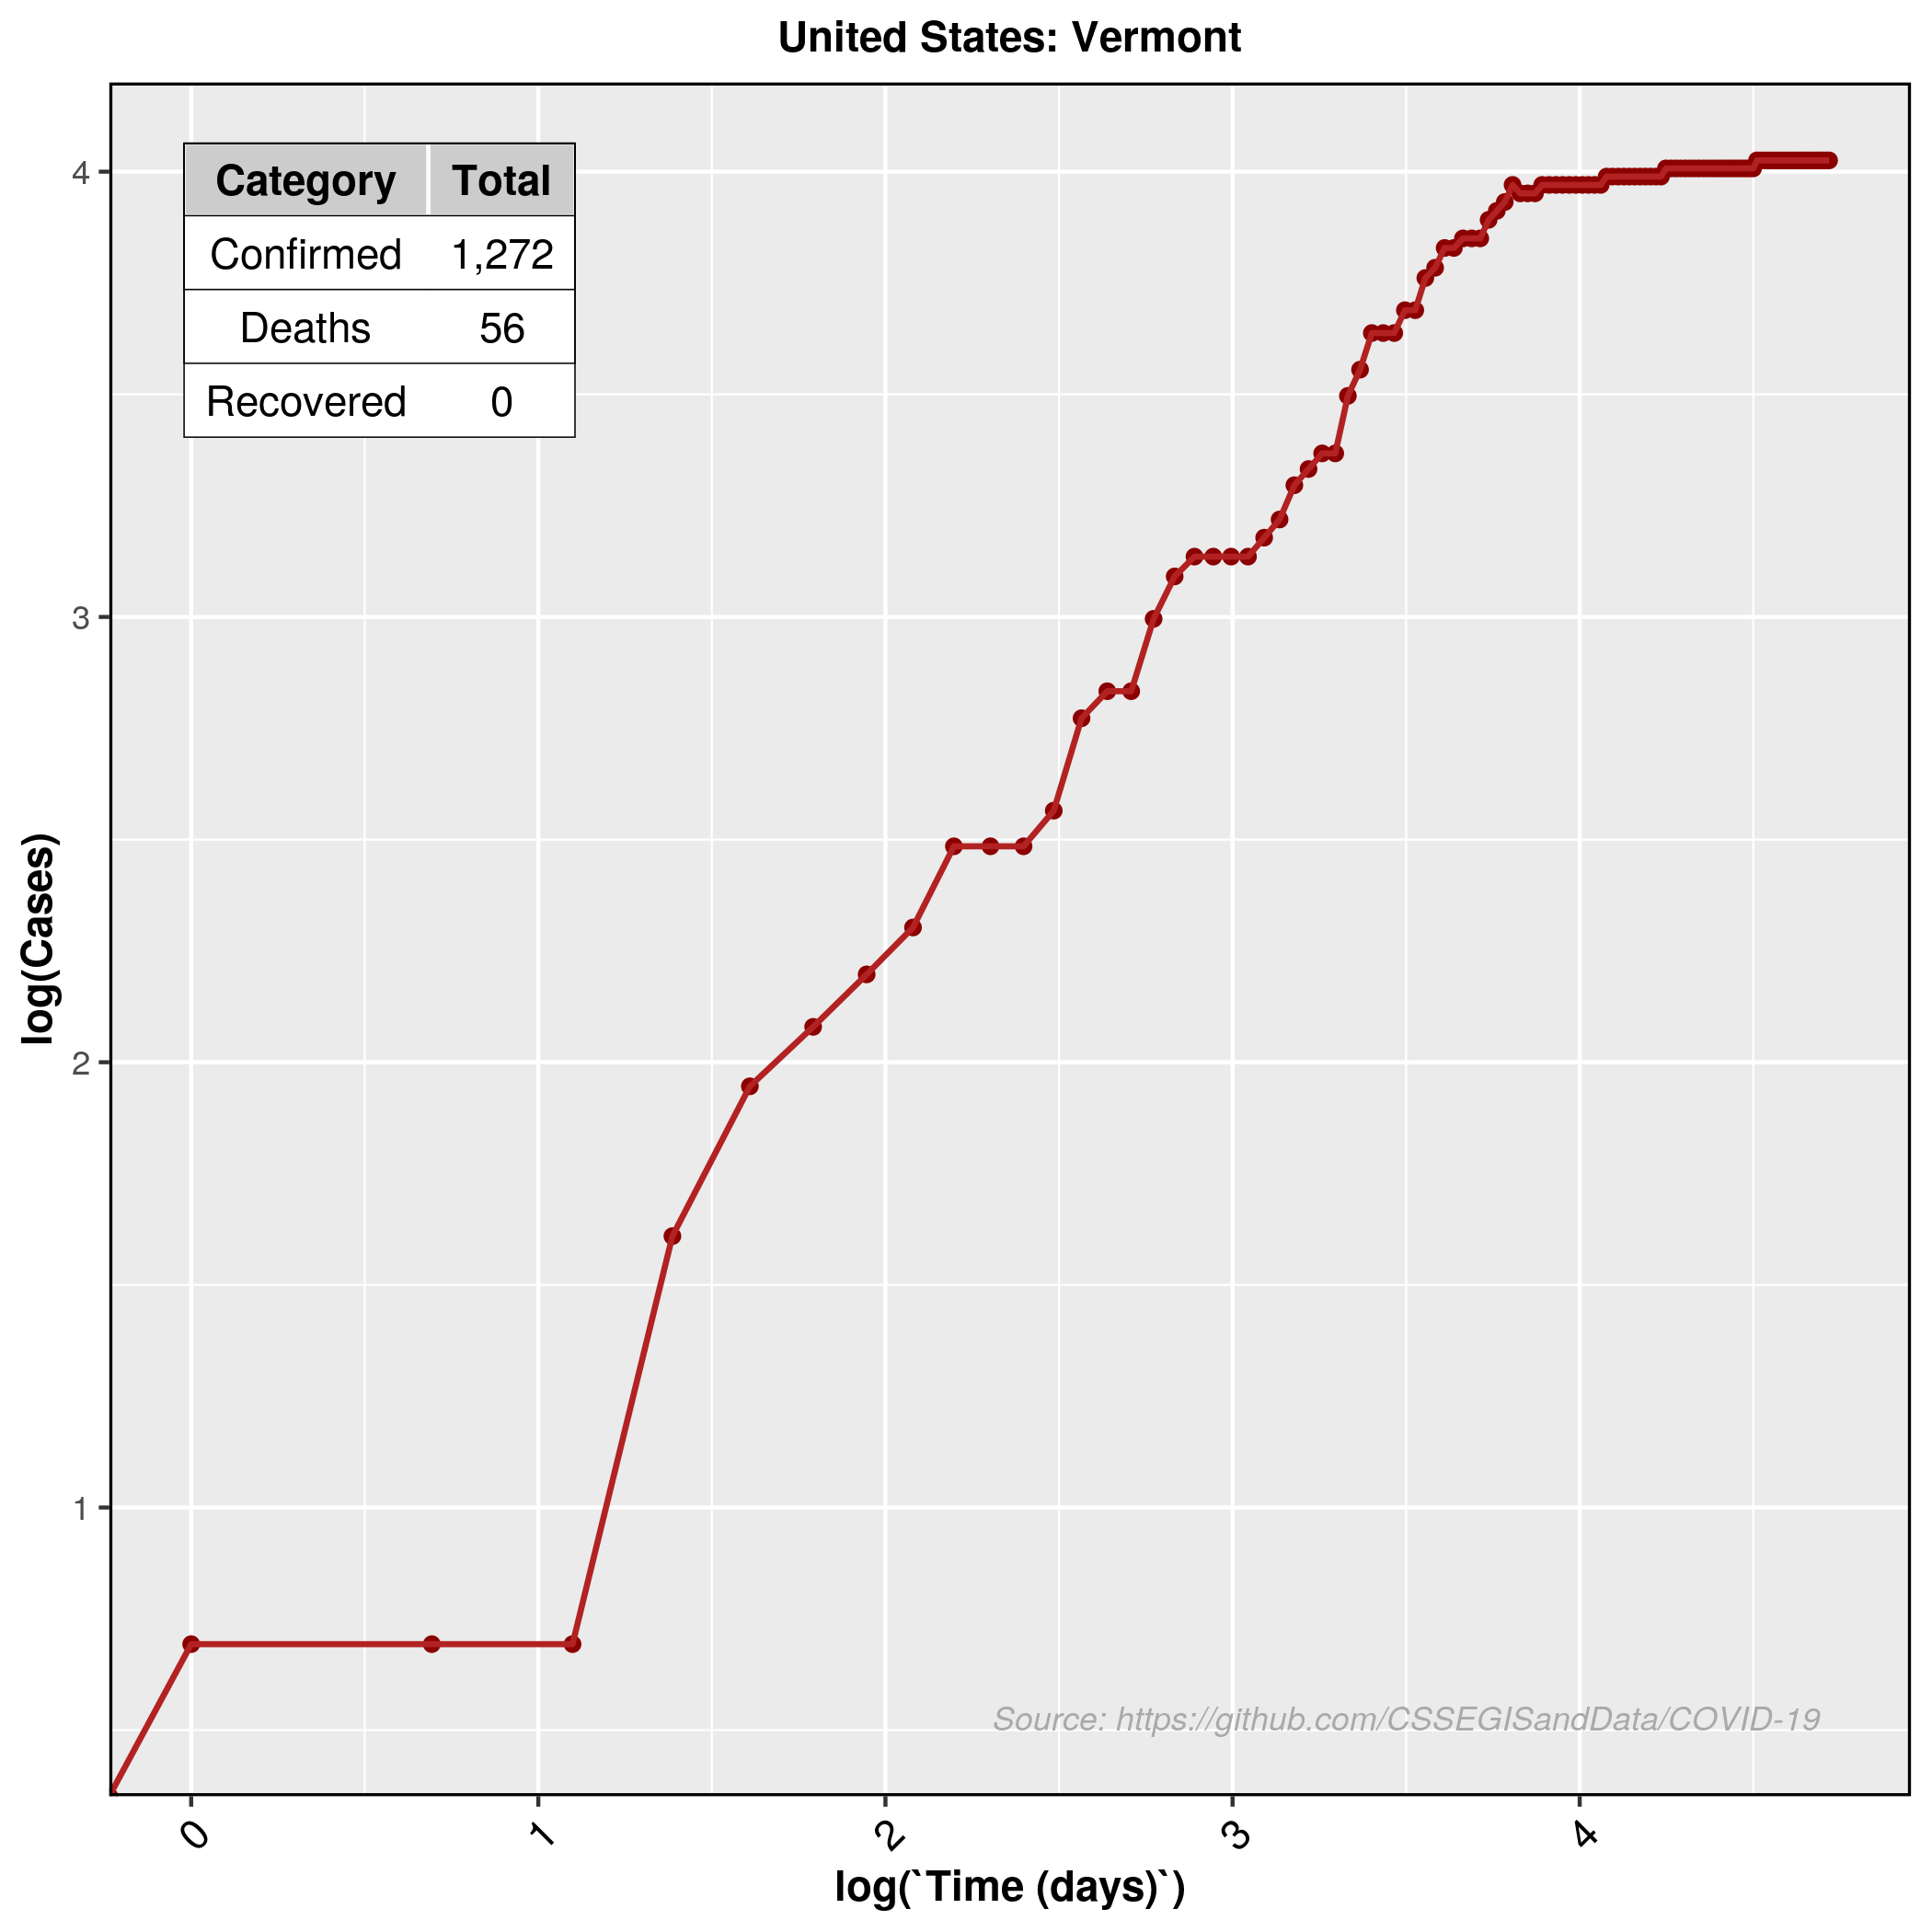 United States: Vermont
Category Total
Confirmed 1,272
Deaths 56
Recovered 0
4
3
2
1
log(Cases)
Source: https://github.com/CSSEGISandData/COVID-19
0 1 2 3 4
log(`Time (days)`)